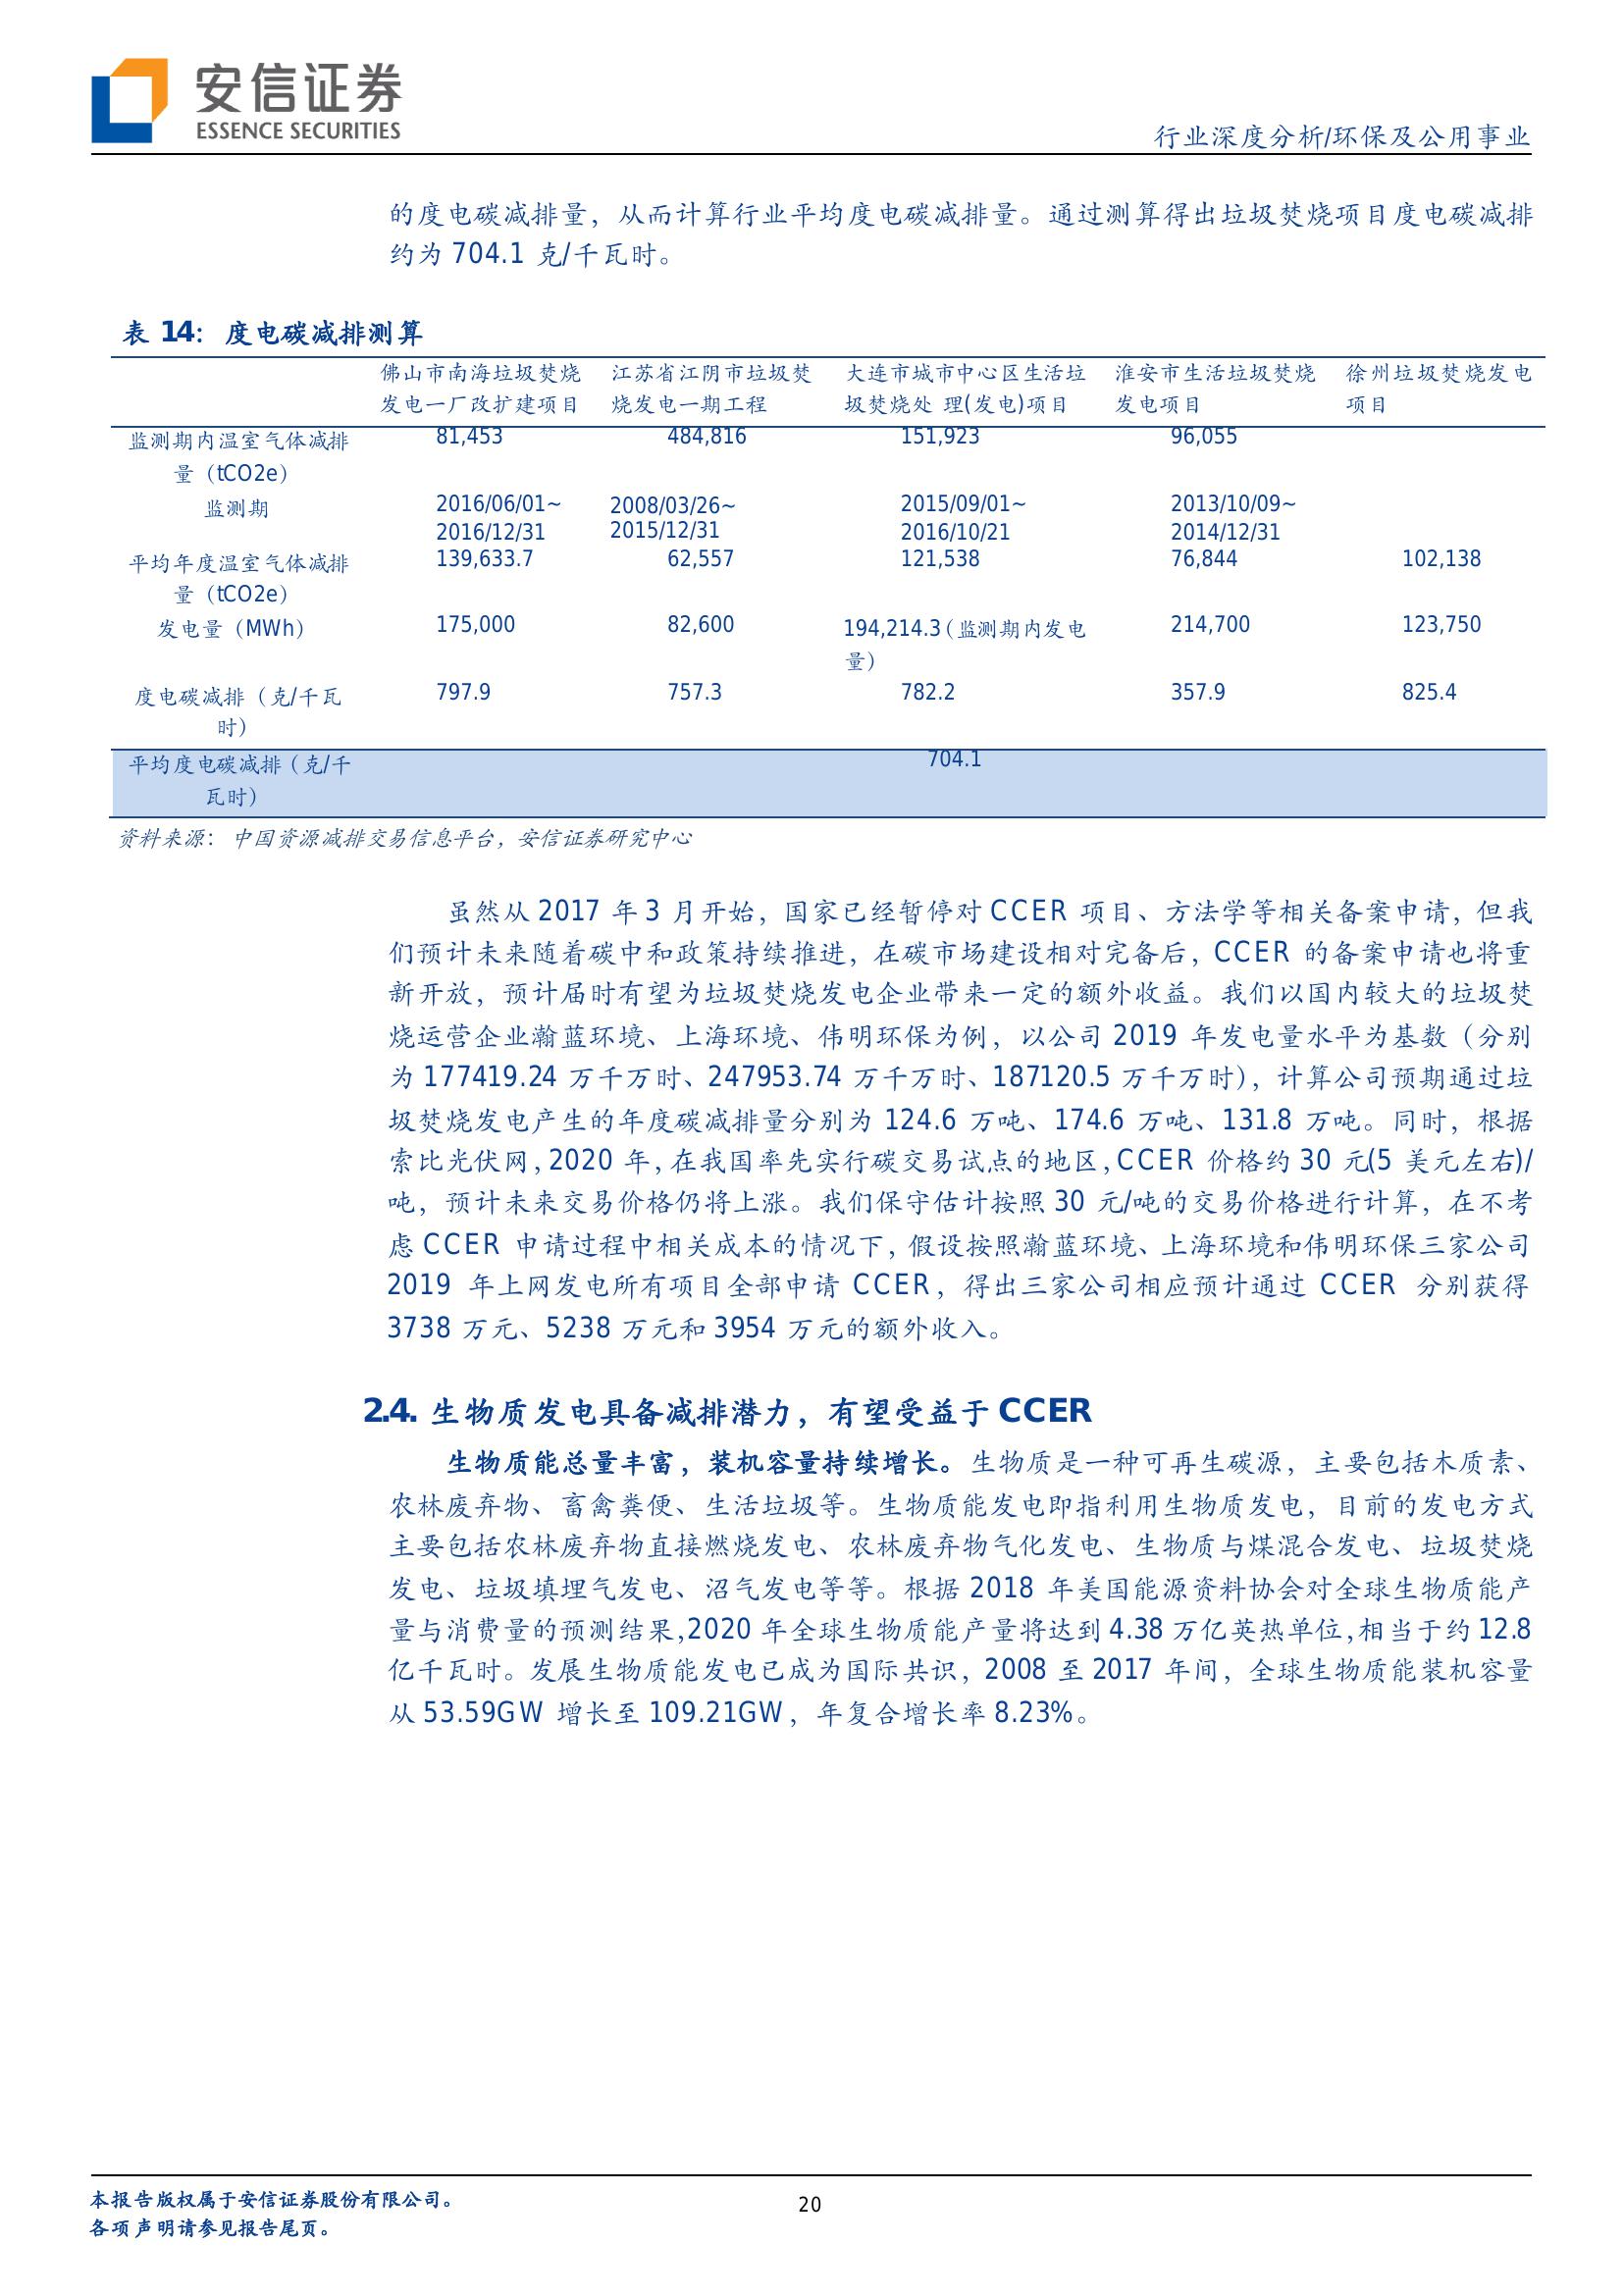 安信证券
ESSENCE SECURITIES
行业深度分析/环保及公用事业
的度电碳减排量，从而计算行业平均度电碳减排量。通过测算得出垃圾焚烧项目度电碳减排
约为 704.1 克/千瓦时。
表 14：度电碳减排测算
佛山市南海垃圾焚烧 江苏省江阴市垃圾焚 大连市城市中心区生活垃 淮安市生活垃圾焚烧 徐州垃圾焚烧发电
发电一厂改扩建项目 烧发电一期工程 圾焚烧处 理(发电)项目 发电项目 项目
监测期内温室气体减排 81,453 484,816 151,923 96,055
量（tCO2e）
监测期 2016/06/01~ 2008/03/26~ 2015/09/01~ 2013/10/09~
2016/12/31 2015/12/31 2016/10/21 2014/12/31
平均年度温室气体减排 139,633.7 62,557 121,538 76,844 102,138
量（tCO2e）
发电量（MWh） 175,000 82,600 194,214.3（监测期内发电 214,700 123,750
量）
度电碳减排（克/千瓦 797.9 757.3 782.2 357.9 825.4
时）
平均度电碳减排（克/千 704.1
瓦时）
资料来源：中国资源减排交易信息平台，安信证券研究中心
虽然从 2017 年 3 月开始，国家已经暂停对 CCER 项目、方法学等相关备案申请，但我
们预计未来随着碳中和政策持续推进，在碳市场建设相对完备后，CCER 的备案申请也将重
新开放，预计届时有望为垃圾焚烧发电企业带来一定的额外收益。我们以国内较大的垃圾焚
烧运营企业瀚蓝环境、上海环境、伟明环保为例，以公司 2019 年发电量水平为基数（分别
为 177419.24 万千万时、247953.74 万千万时、187120.5 万千万时），计算公司预期通过垃
圾焚烧发电产生的年度碳减排量分别为 124.6 万吨、174.6 万吨、131.8 万吨。同时，根据
索比光伏网，2020 年，在我国率先实行碳交易试点的地区，CCER 价格约 30 元(5 美元左右)/
吨，预计未来交易价格仍将上涨。我们保守估计按照 30 元/吨的交易价格进行计算，在不考
虑 CCER 申请过程中相关成本的情况下，假设按照瀚蓝环境、上海环境和伟明环保三家公司
2019 年上网发电所有项目全部申请 CCER，得出三家公司相应预计通过 CCER 分别获得
3738 万元、5238 万元和 3954 万元的额外收入。
2.4. 生物质发电具备减排潜力，有望受益于 CCER
生物质能总量丰富，装机容量持续增长。生物质是一种可再生碳源，主要包括木质素、
农林废弃物、畜禽粪便、生活垃圾等。生物质能发电即指利用生物质发电，目前的发电方式
主要包括农林废弃物直接燃烧发电、农林废弃物气化发电、生物质与煤混合发电、垃圾焚烧
发电、垃圾填埋气发电、沼气发电等等。根据 2018 年美国能源资料协会对全球生物质能产
量与消费量的预测结果，2020 年全球生物质能产量将达到 4.38 万亿英热单位，相当于约 12.8
亿千瓦时。发展生物质能发电已成为国际共识，2008 至 2017 年间，全球生物质能装机容量
从 53.59GW 增长至 109.21GW，年复合增长率 8.23%。
本报告版权属于安信证券股份有限公司。
各项声明请参见报告尾页。
20